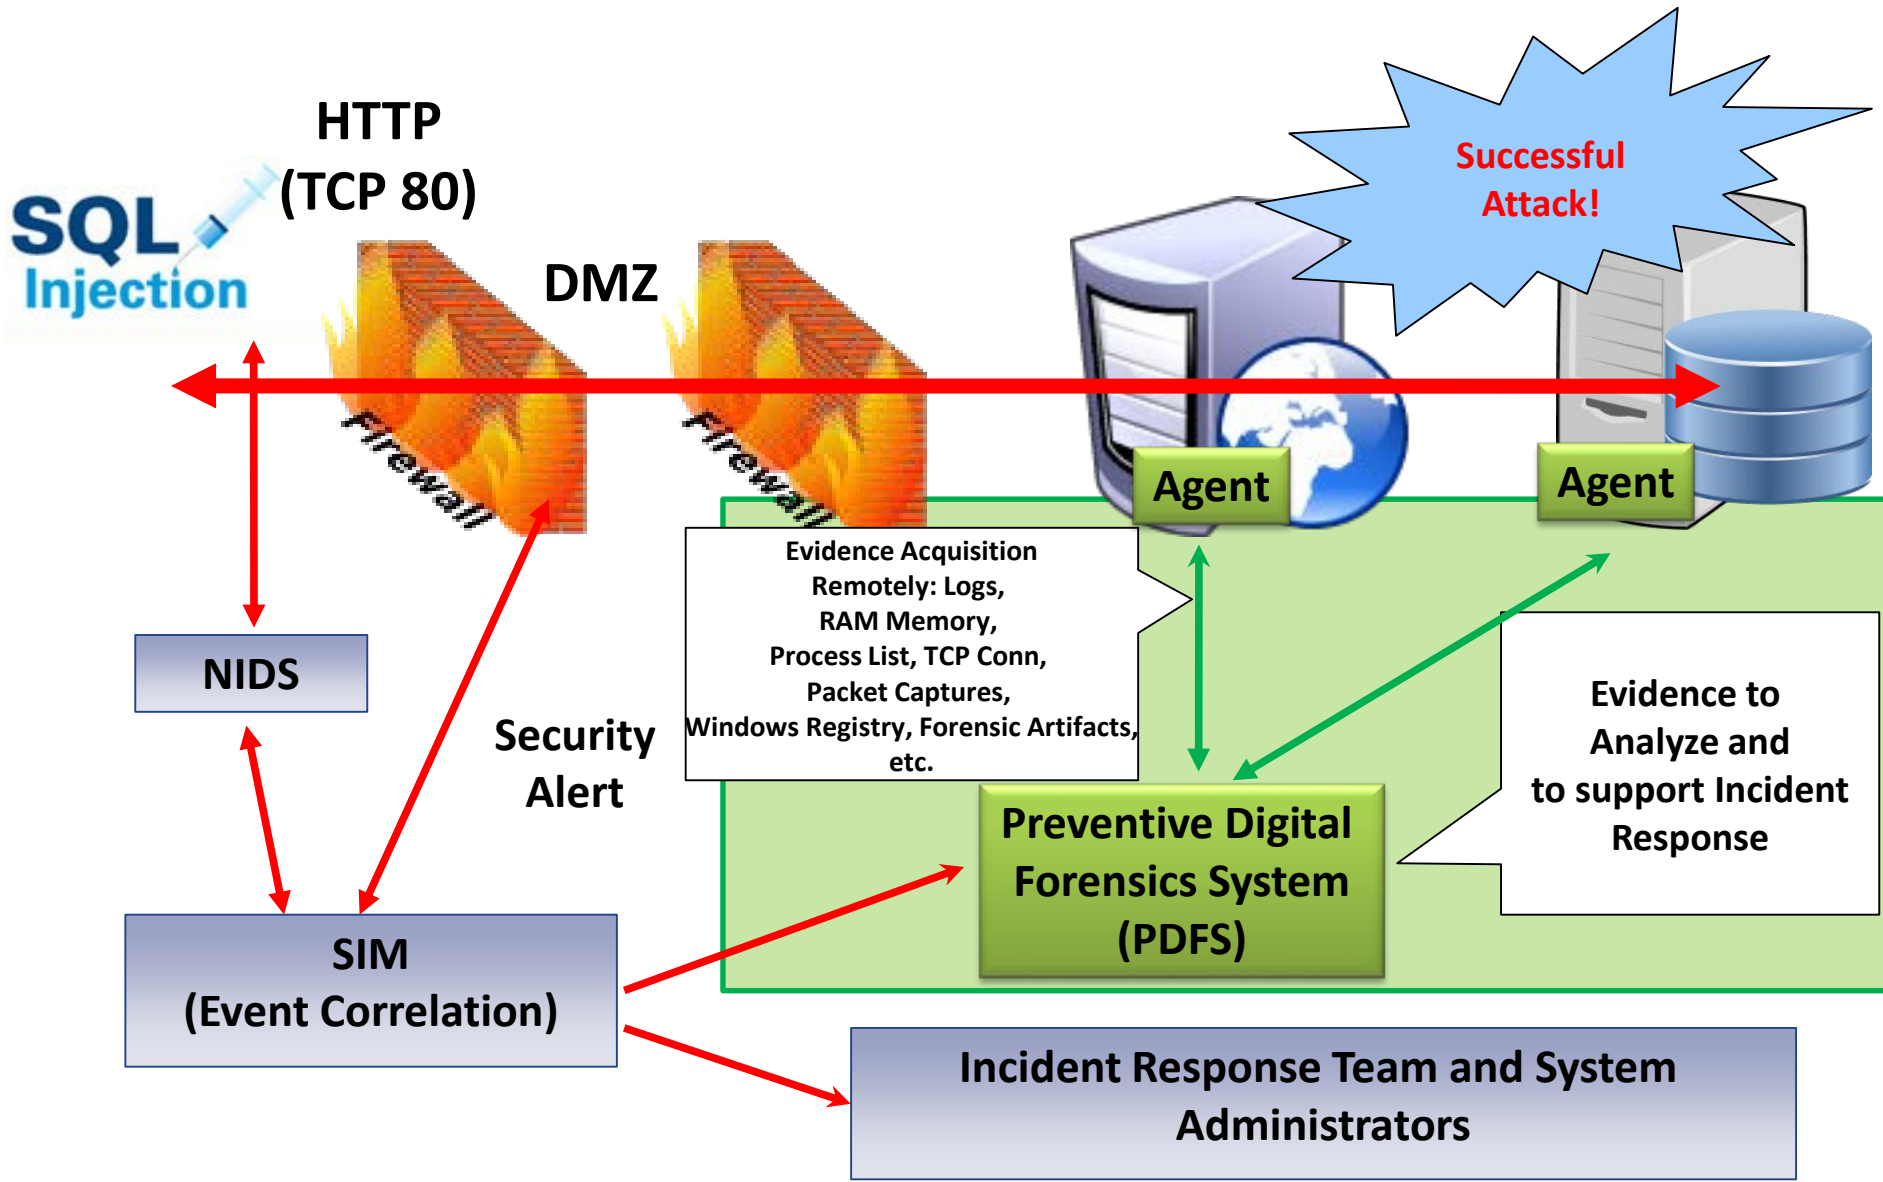 HTTP
(TCP 80)
SQL
Injection
DMZ
Successful
Attack!
Firewall
Firewall
Agent
Agent
Evidence Acquisition
Remotely: Logs,
RAM Memory,
Process List, TCP Conn,
Packet Captures,
Windows Registry, Forensic Artifacts,
etc.
NIDS
Security
Alert
Evidence to
Analyze and
to support Incident
Response
Preventive Digital
Forensics System
(PDFS)
SIM
(Event Correlation)
Incident Response Team and System
Administrators